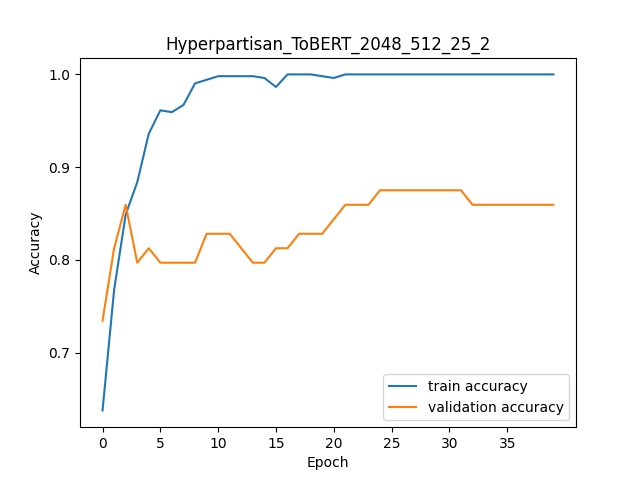 Hyperpartisan_ToBERT_2048_512_25_2
1.0
0.9
0.8
0.7
Accuracy
train accuracy
validation accuracy
0 5 10 15 20 25 30 35
Epoch